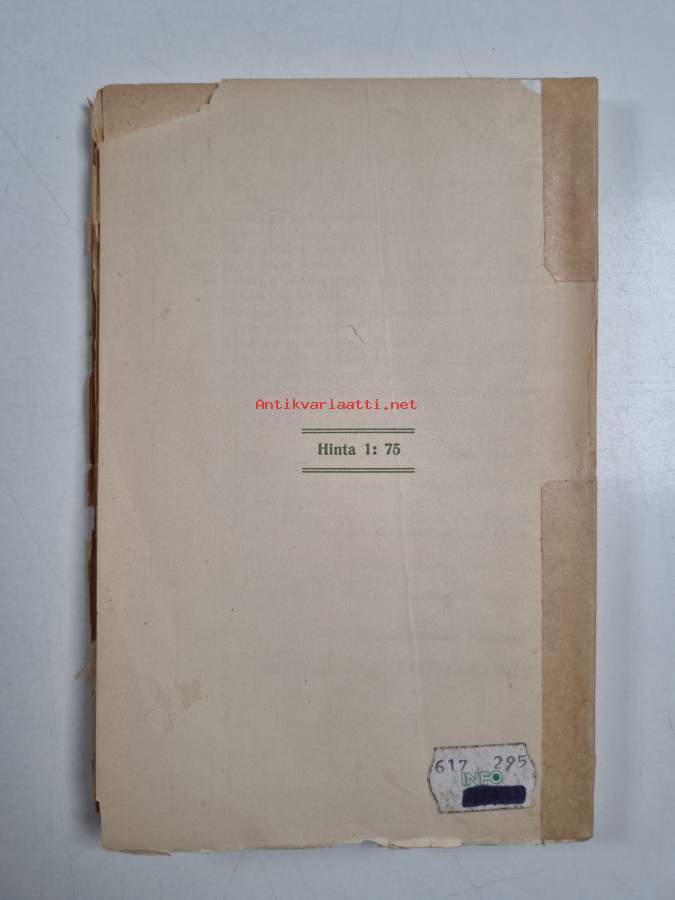 Antikvariaatti.net
Hinta 1: 75
617 295
INFO